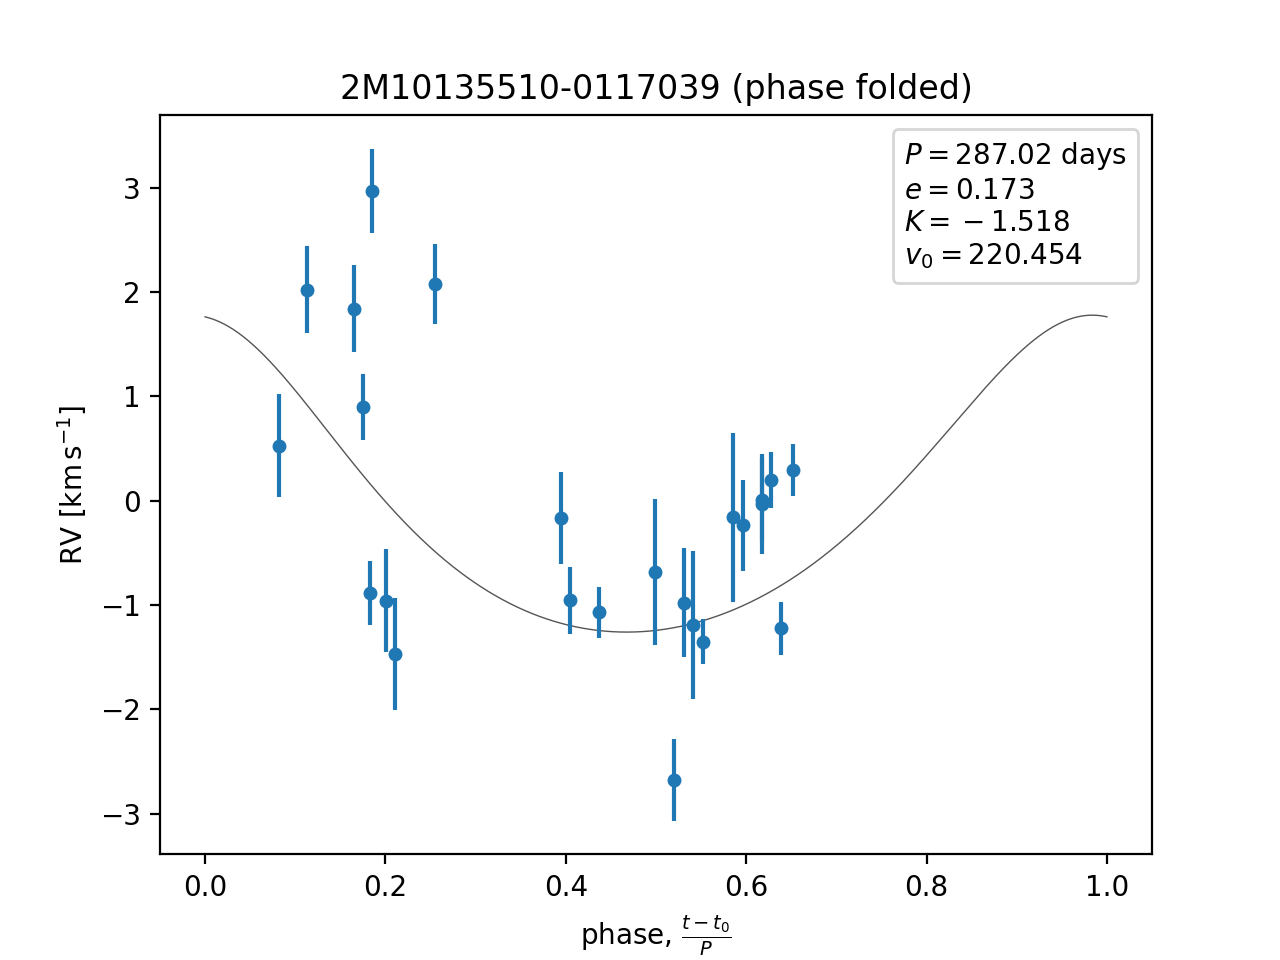 2M10135510-0117039 (phase folded)
P = 287.02 days
e = 0.173
K = −1.518
v₀ = 220.454
3
2
1
0
−1
−2
−3
RV [km s⁻¹]
0.0 0.2 0.4 0.6 0.8 1.0
phase, (t − t₀)/P